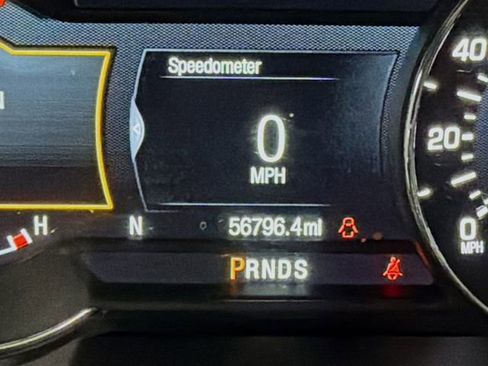 Speedometer
0
MPH
40
20
0
MPH
H
N
56796.4mi
PRNDS